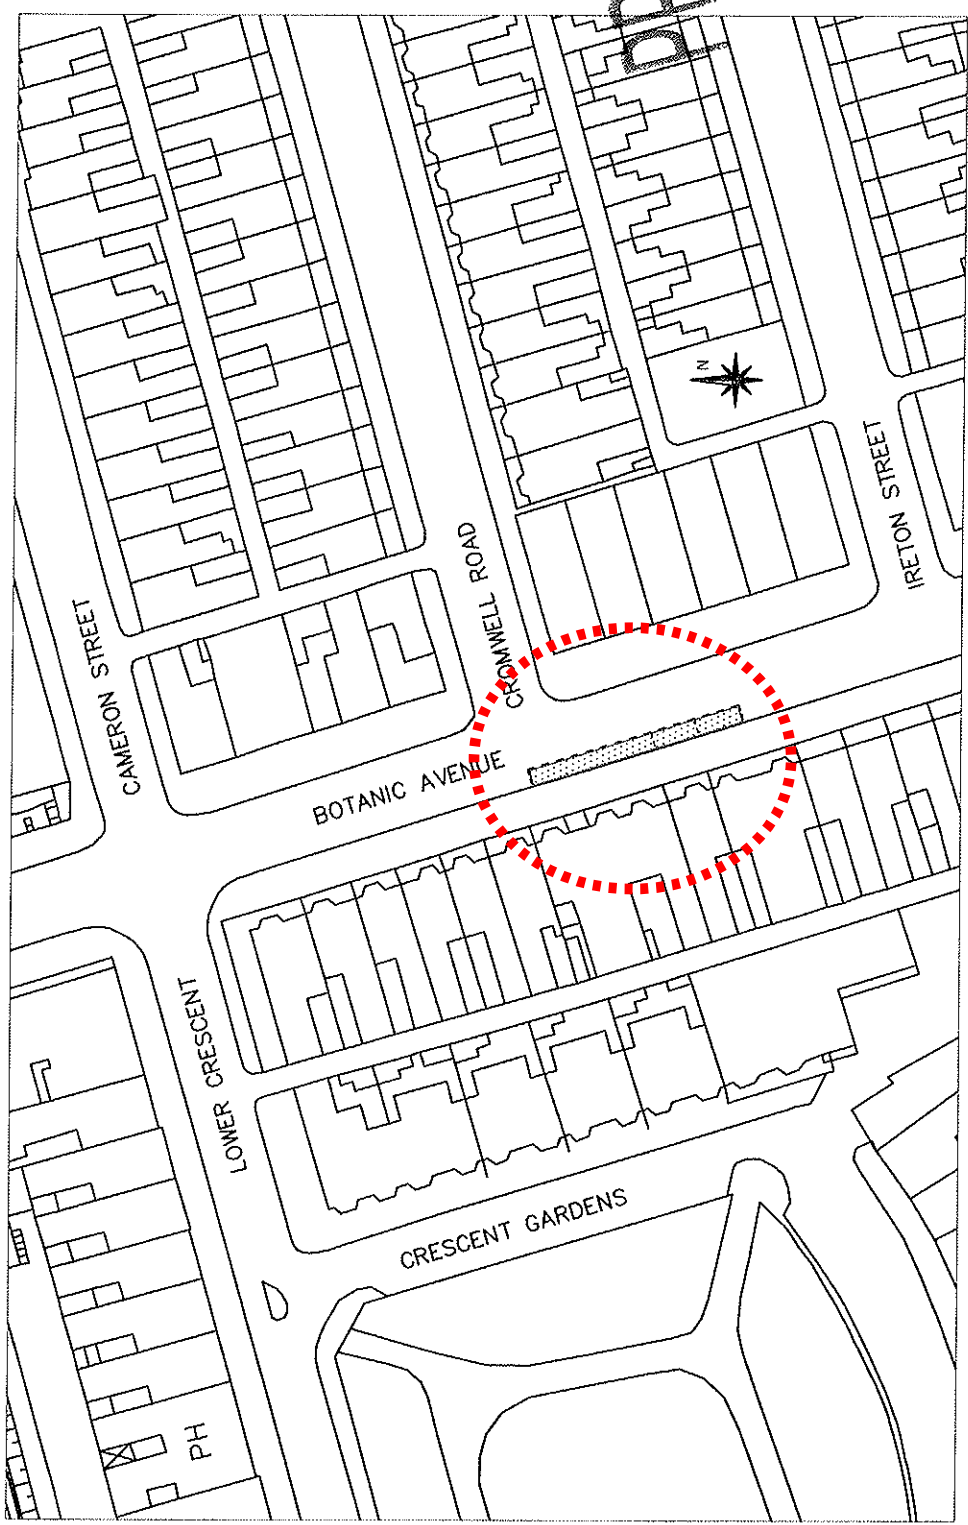 CAMERON STREET
BOTANIC AVENUE
CROMWELL ROAD
IRETON STREET
N
LOWER CRESCENT
CRESCENT GARDENS
PH